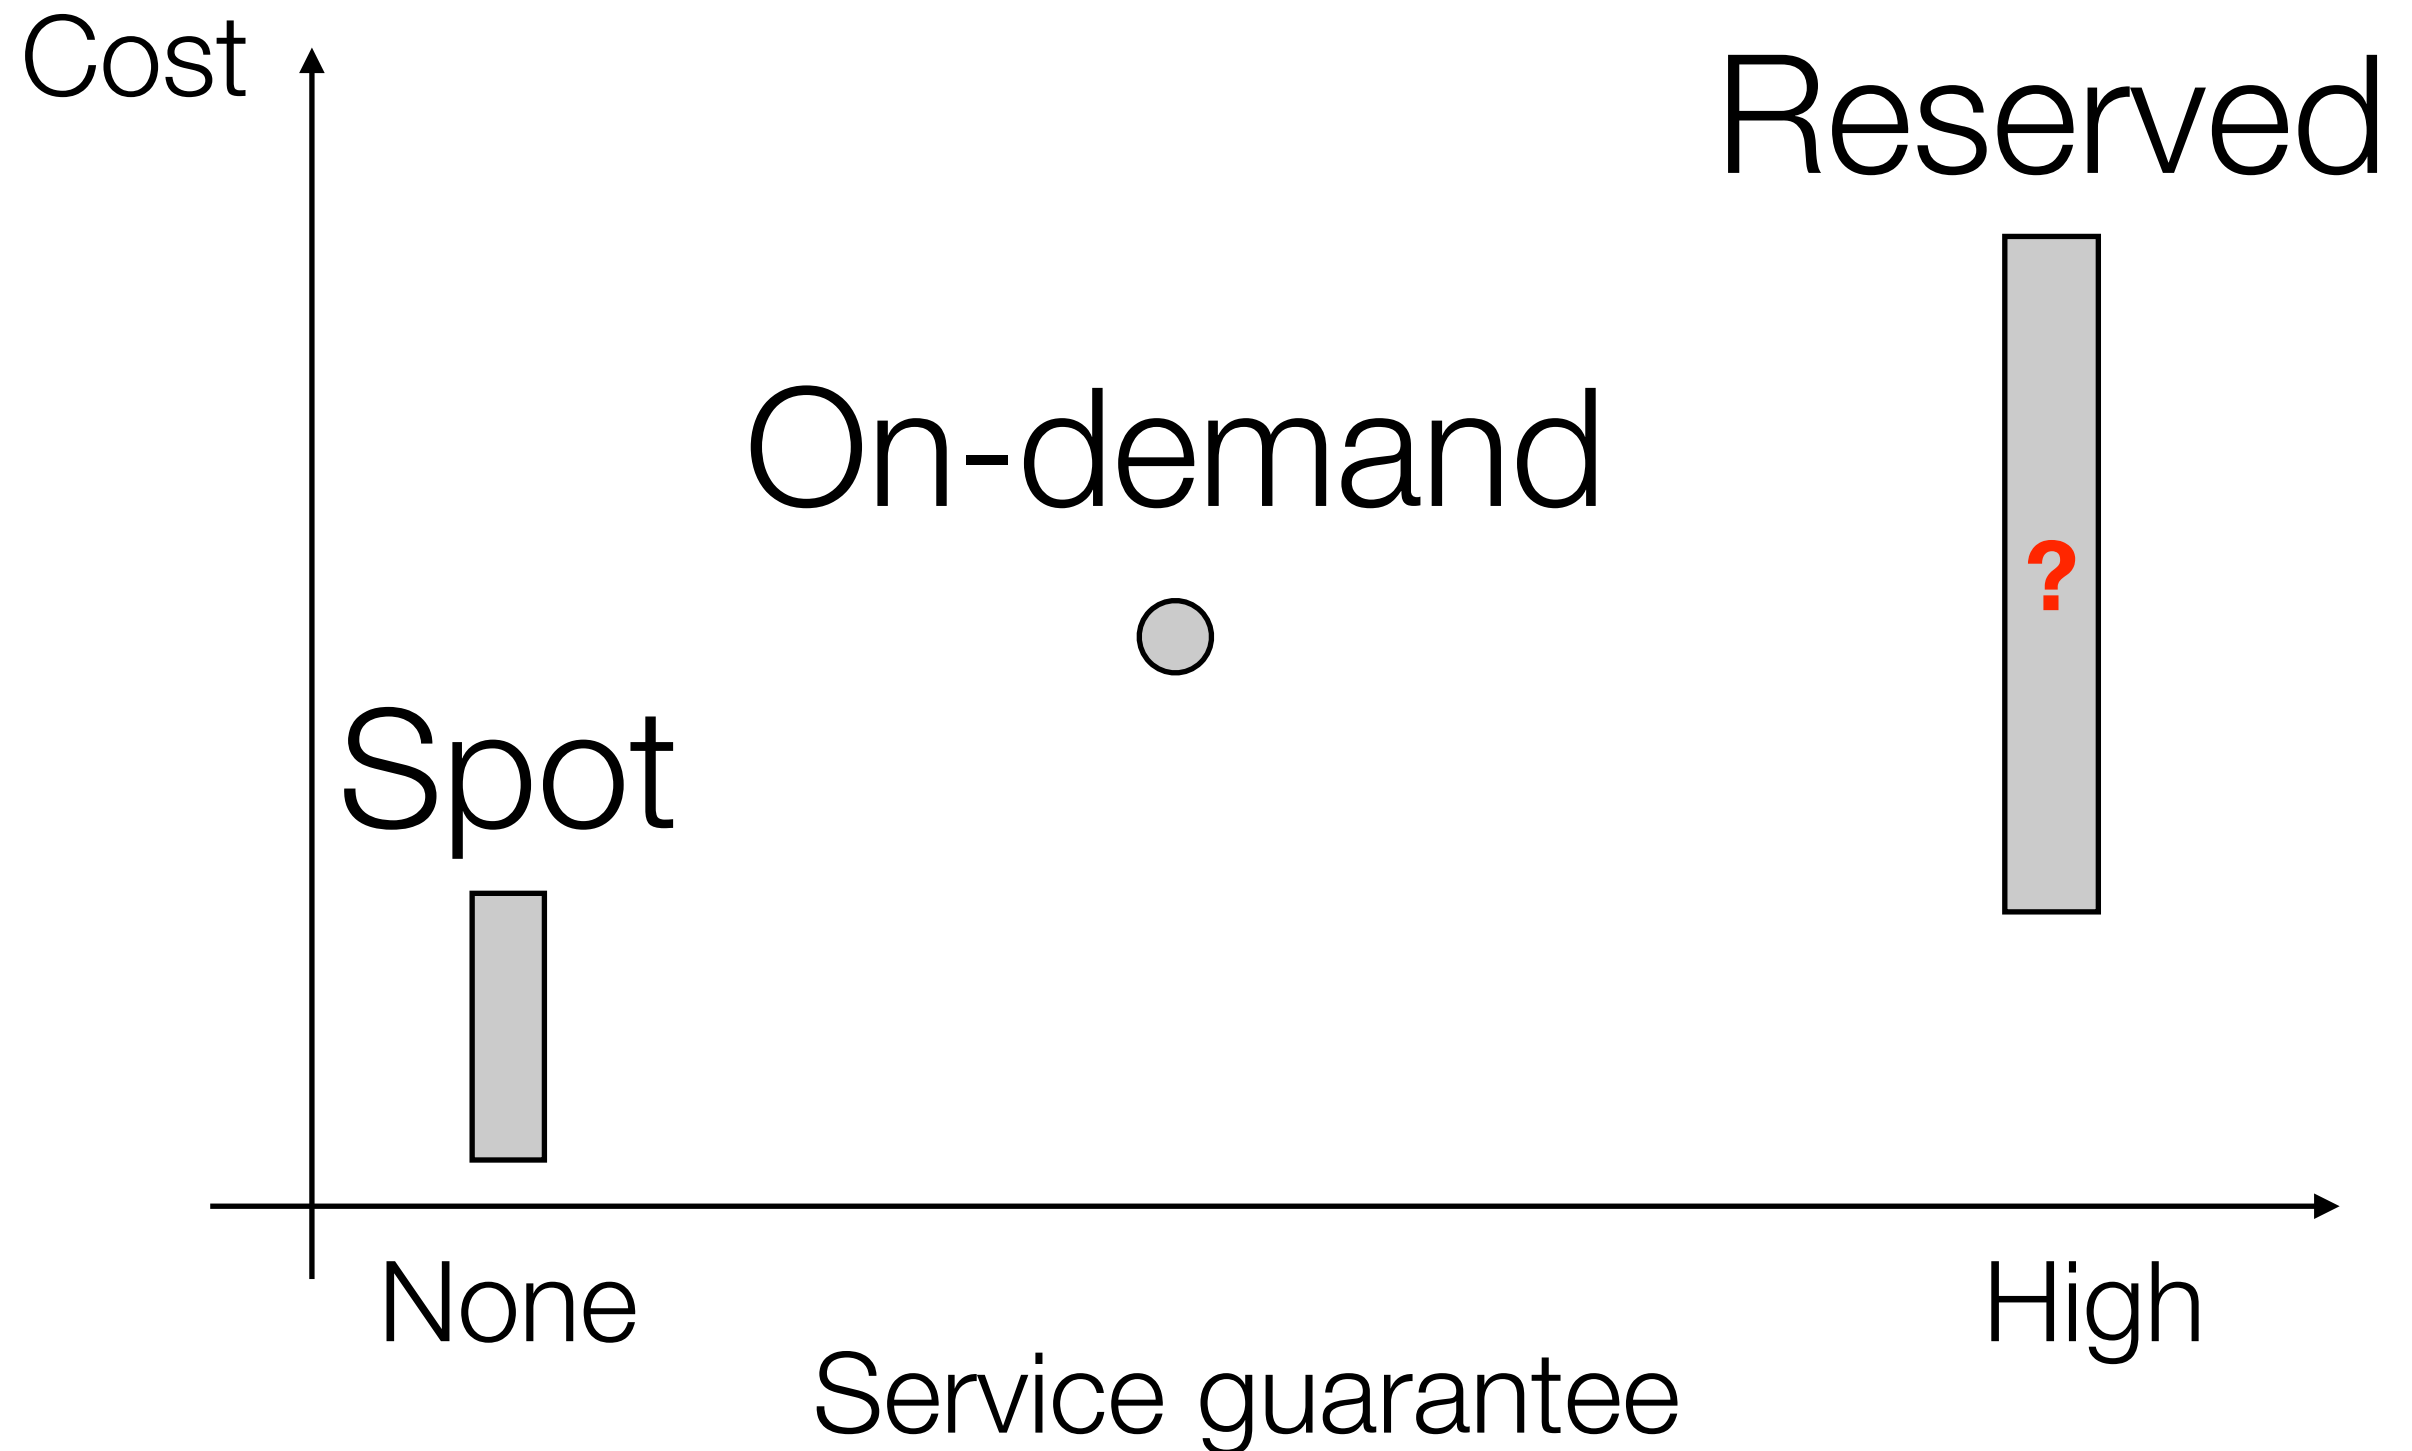 Cost
Reserved
On-demand
?
Spot
None
High
Service guarantee